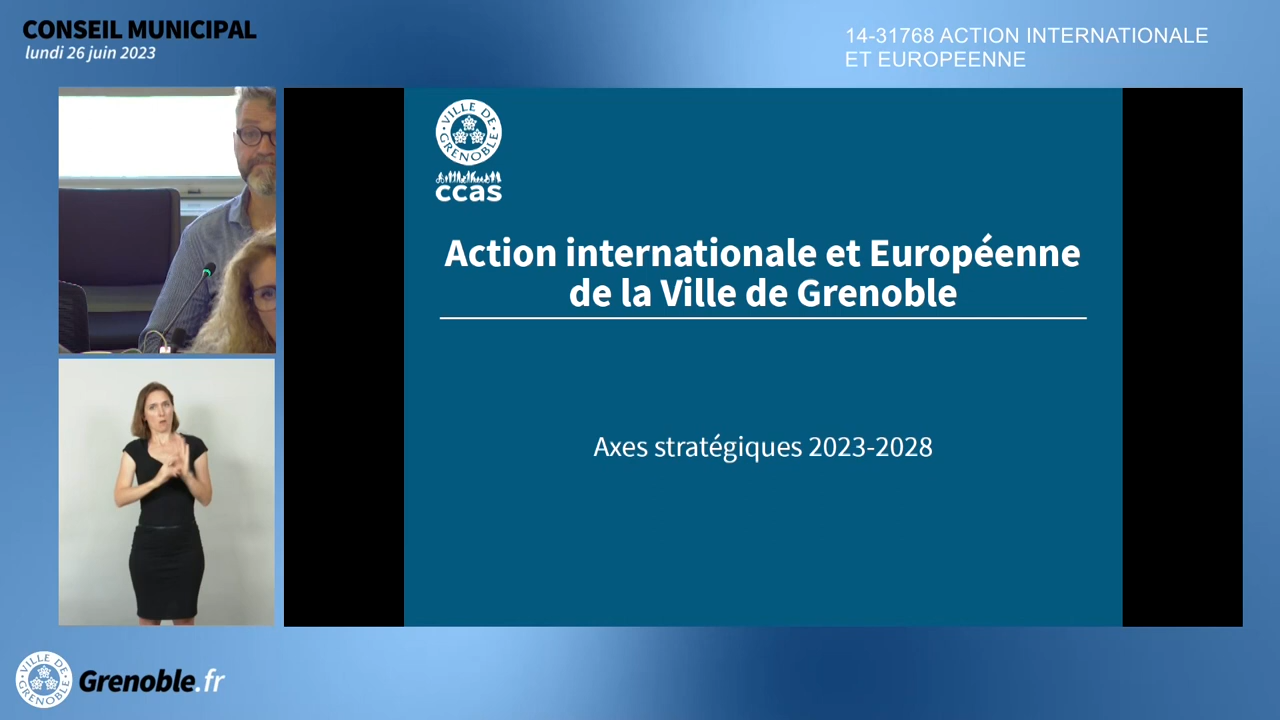 CONSEIL MUNICIPAL
lundi 26 juin 2023
14-31768 ACTION INTERNATIONALE
ET EUROPEENNE
VILLE DE GRENOBLE
ccas
Action internationale et Européenne
de la Ville de Grenoble
Axes stratégiques 2023-2028
VILLE DE GRENOBLE
Grenoble.fr